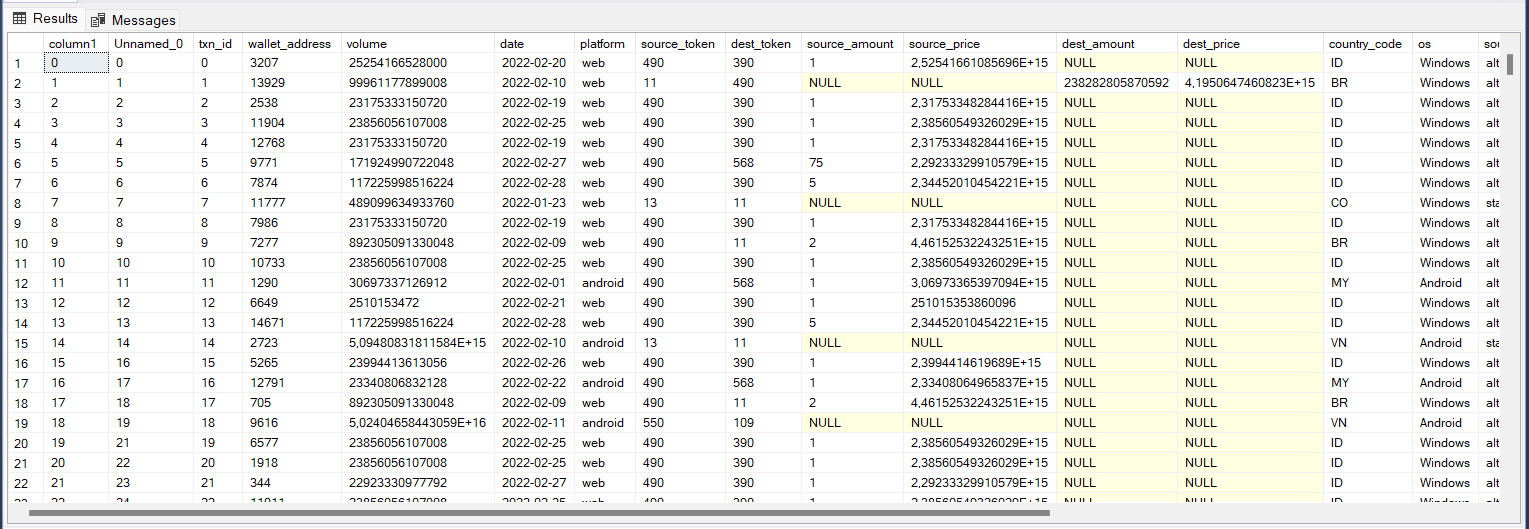 Results Messages
column1 Unnamed_0 txn_id wallet_address volume date platform source_token dest_token source_amount source_price dest_amount dest_price country_code os sou
1 0 0 0 3207 25254166528000 2022-02-20 web 490 390 1 2,52541661085696E+15 NULL NULL ID Windows alt
2 1 1 1 13929 99961177899008 2022-02-10 web 11 490 NULL NULL 238282805870592 4,1950647460823E+15 BR Windows alt
3 2 2 2 2538 23175333150720 2022-02-19 web 490 390 1 2,31753348284416E+15 NULL NULL ID Windows alt
4 3 3 3 11904 23856056107008 2022-02-25 web 490 390 1 2,38560549326029E+15 NULL NULL ID Windows alt
5 4 4 4 12768 23175333150720 2022-02-19 web 490 390 1 2,31753348284416E+15 NULL NULL ID Windows alt
6 5 5 5 9771 171924990722048 2022-02-27 web 490 568 75 2,29233329910579E+15 NULL NULL ID Windows alt
7 6 6 6 7874 117225998516224 2022-02-28 web 490 390 5 2,34452010454221E+15 NULL NULL ID Windows alt
8 7 7 7 11777 489099634933760 2022-01-23 web 13 11 NULL NULL NULL NULL CO Windows sta
9 8 8 8 7986 23175333150720 2022-02-19 web 490 390 1 2,31753348284416E+15 NULL NULL ID Windows alt
10 9 9 9 7277 892305091330048 2022-02-09 web 490 11 2 4,46152532243251E+15 NULL NULL BR Windows alt
11 10 10 10 10733 23856056107008 2022-02-25 web 490 390 1 2,38560549326029E+15 NULL NULL ID Windows alt
12 11 11 11 1290 30697337126912 2022-02-01 android 490 568 1 3,06973365397094E+15 NULL NULL MY Android alt
13 12 12 12 6649 2510153472 2022-02-21 web 490 390 1 251015353860096 NULL NULL ID Windows alt
14 13 13 13 14671 117225998516224 2022-02-28 web 490 390 5 2,34452010454221E+15 NULL NULL ID Windows alt
15 14 14 14 2723 5,09480831811584E+15 2022-02-10 android 13 11 NULL NULL NULL NULL VN Android sta
16 15 16 15 5265 23994413613056 2022-02-26 web 490 390 1 2,3994414619689E+15 NULL NULL ID Windows alt
17 16 17 16 12791 23340806832128 2022-02-22 android 490 568 1 2,33408064965837E+15 NULL NULL MY Android alt
18 17 18 17 705 892305091330048 2022-02-09 web 490 11 2 4,46152532243251E+15 NULL NULL BR Windows alt
19 18 19 18 9616 5,02404658443059E+16 2022-02-11 android 550 109 NULL NULL NULL NULL VN Android alt
20 19 21 19 6577 23856056107008 2022-02-25 web 490 390 1 2,38560549326029E+15 NULL NULL ID Windows alt
21 20 22 20 1918 23856056107008 2022-02-25 web 490 390 1 2,38560549326029E+15 NULL NULL ID Windows alt
22 21 23 21 344 22923330977792 2022-02-27 web 490 390 1 2,29233329910579E+15 NULL NULL ID Windows alt